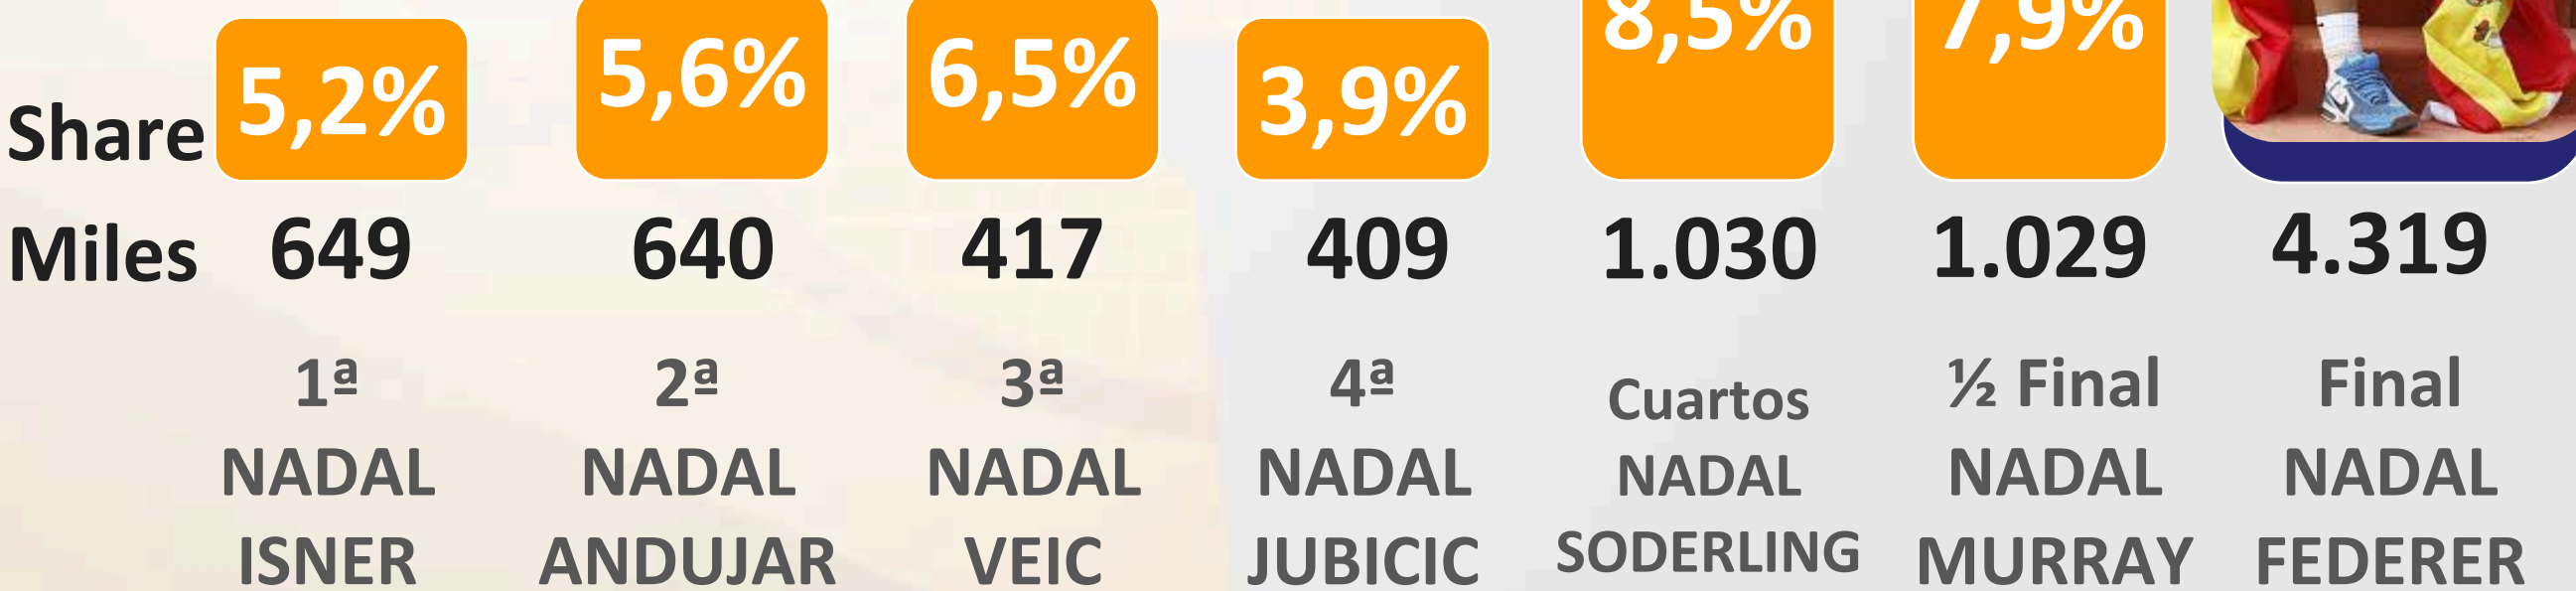 Share 5,2% 5,6% 6,5% 3,9% 8,5% 7,9%
Miles 649 640 417 409 1.030 1.029 4.319
1ª 2ª 3ª 4ª Cuartos ½ Final Final
NADAL NADAL NADAL NADAL NADAL NADAL NADAL
ISNER ANDUJAR VEIC JUBICIC SODERLING MURRAY FEDERER